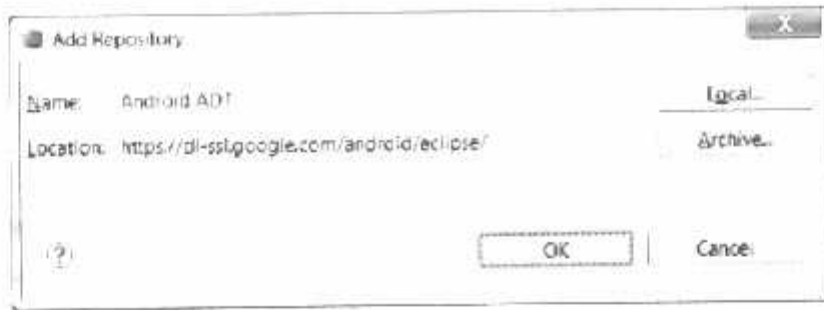 Add Repository
X
Name: Android ADT
Local...
Location: https://dl-ssl.google.com/android/eclipse/
Archive...
?
OK
Cancel